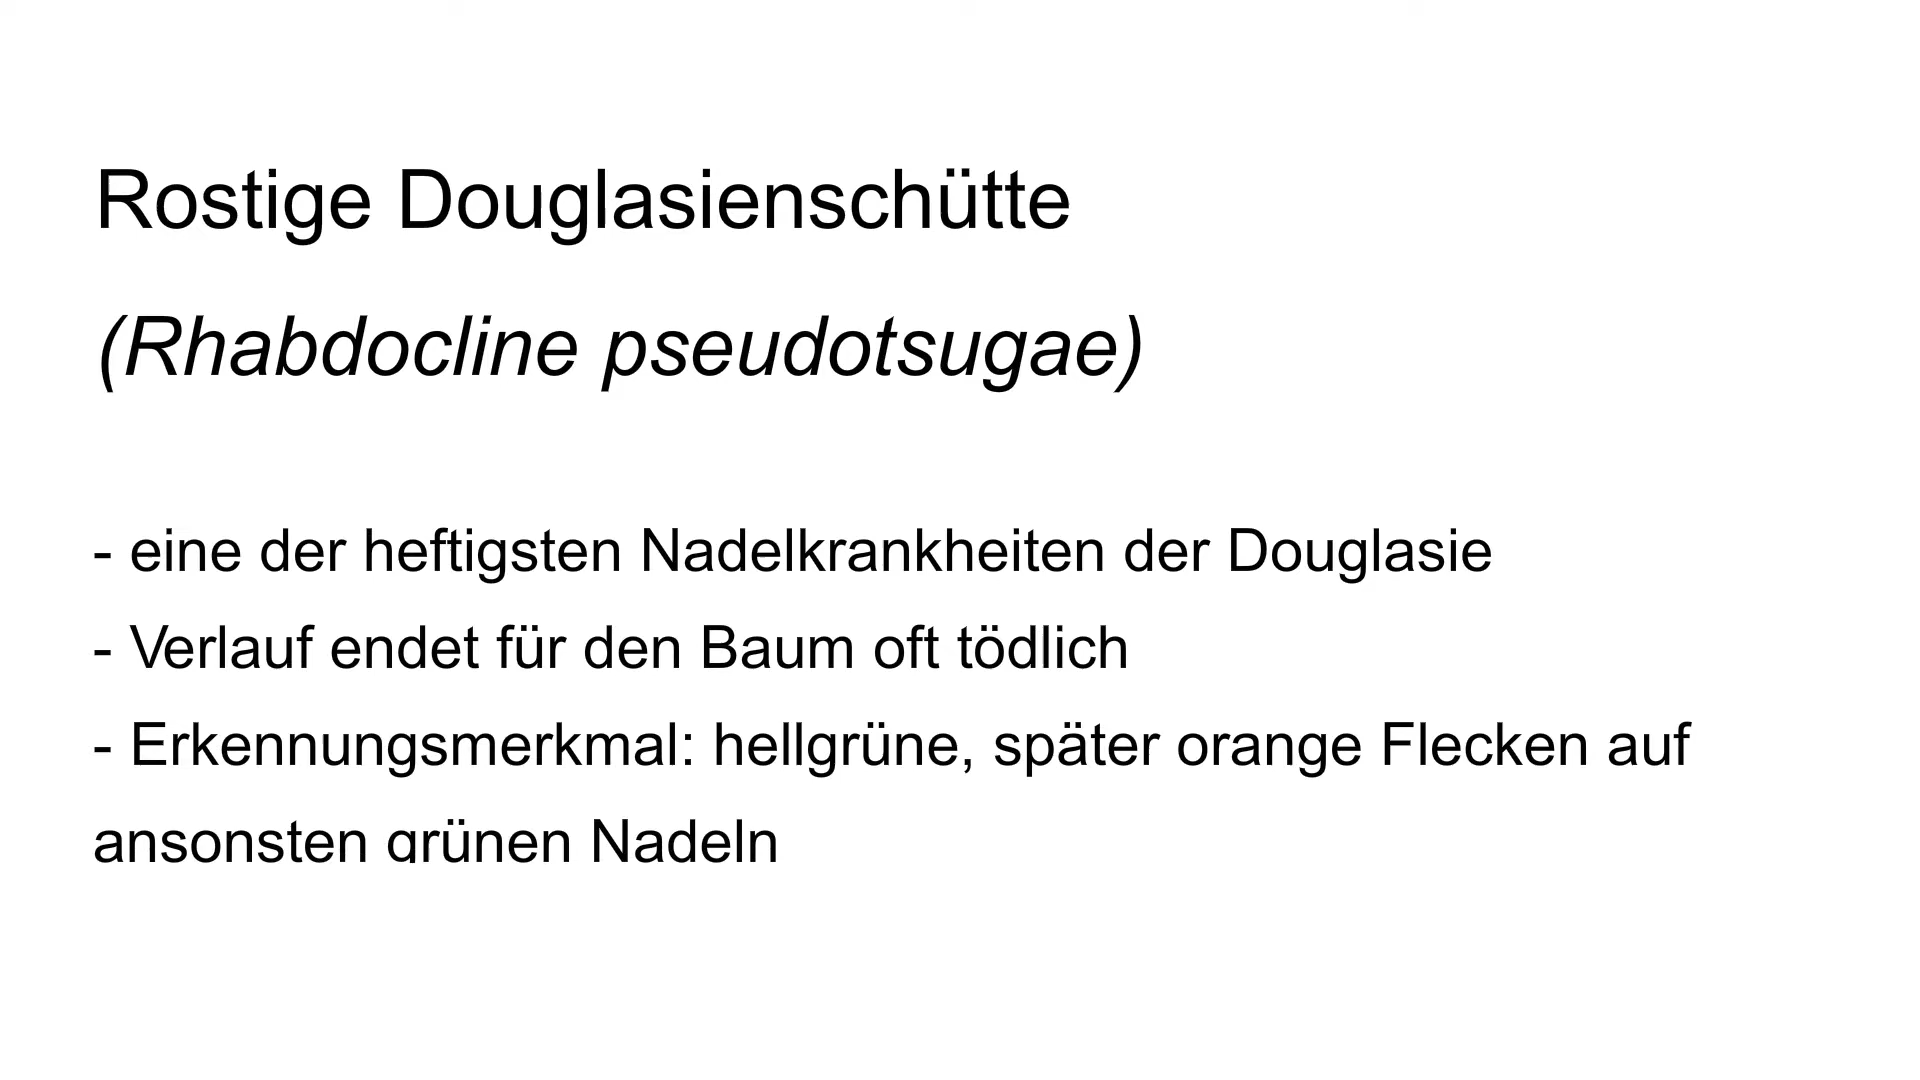 Rostige Douglasienschütte
(Rhabdocline pseudotsugae)
- eine der heftigsten Nadelkrankheiten der Douglasie
- Verlauf endet für den Baum oft tödlich
- Erkennungsmerkmal: hellgrüne, später orange Flecken auf
ansonsten grünen Nadeln